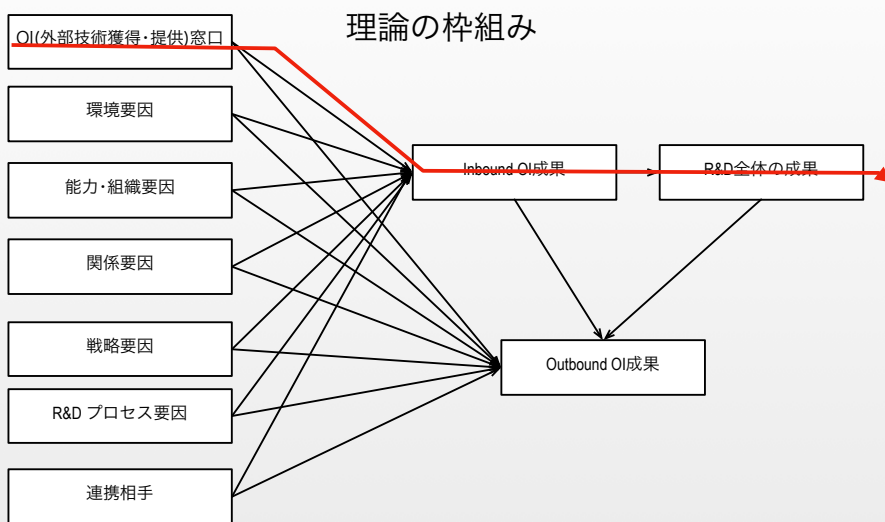 理論の枠組み
OI(外部技術獲得･提供)窓口
環境要因
能力･組織要因
関係要因
戦略要因
R&D プロセス要因
連携相手
Inbound OI成果
R&D全体の成果
Outbound OI成果